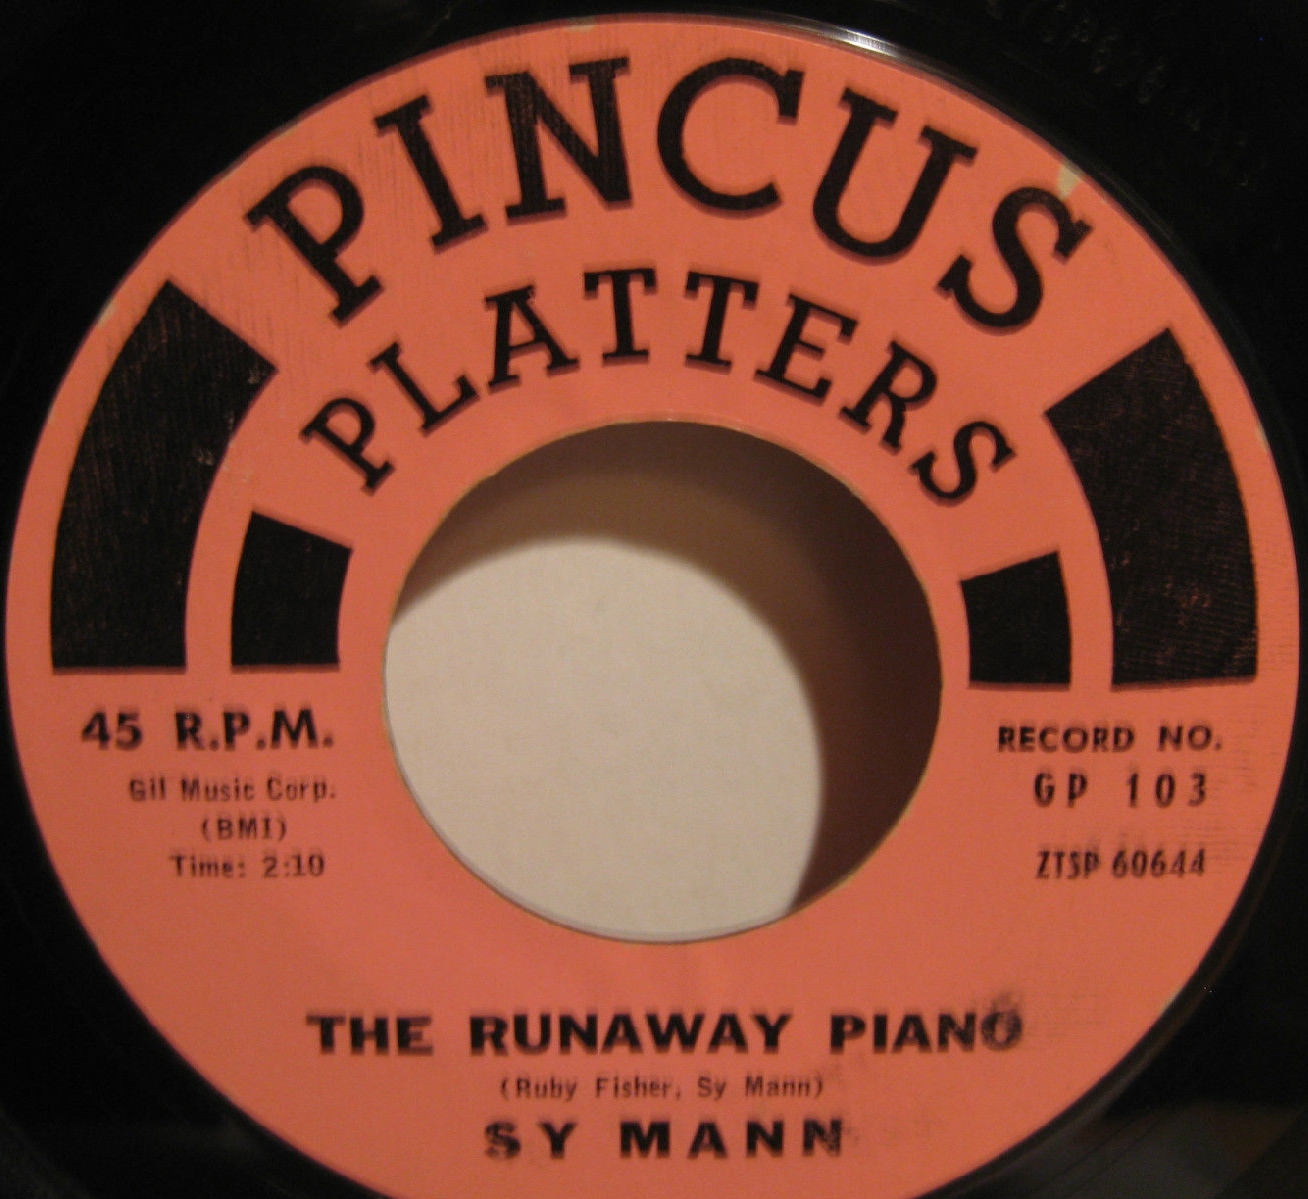 PINCUS
PLATTERS
45 R.P.M.
Gil Music Corp.
(BMI)
Time: 2:10
RECORD NO.
GP 103
ZTSP 60644
THE RUNAWAY PIANO
(Ruby Fisher, Sy Mann)
SY MANN